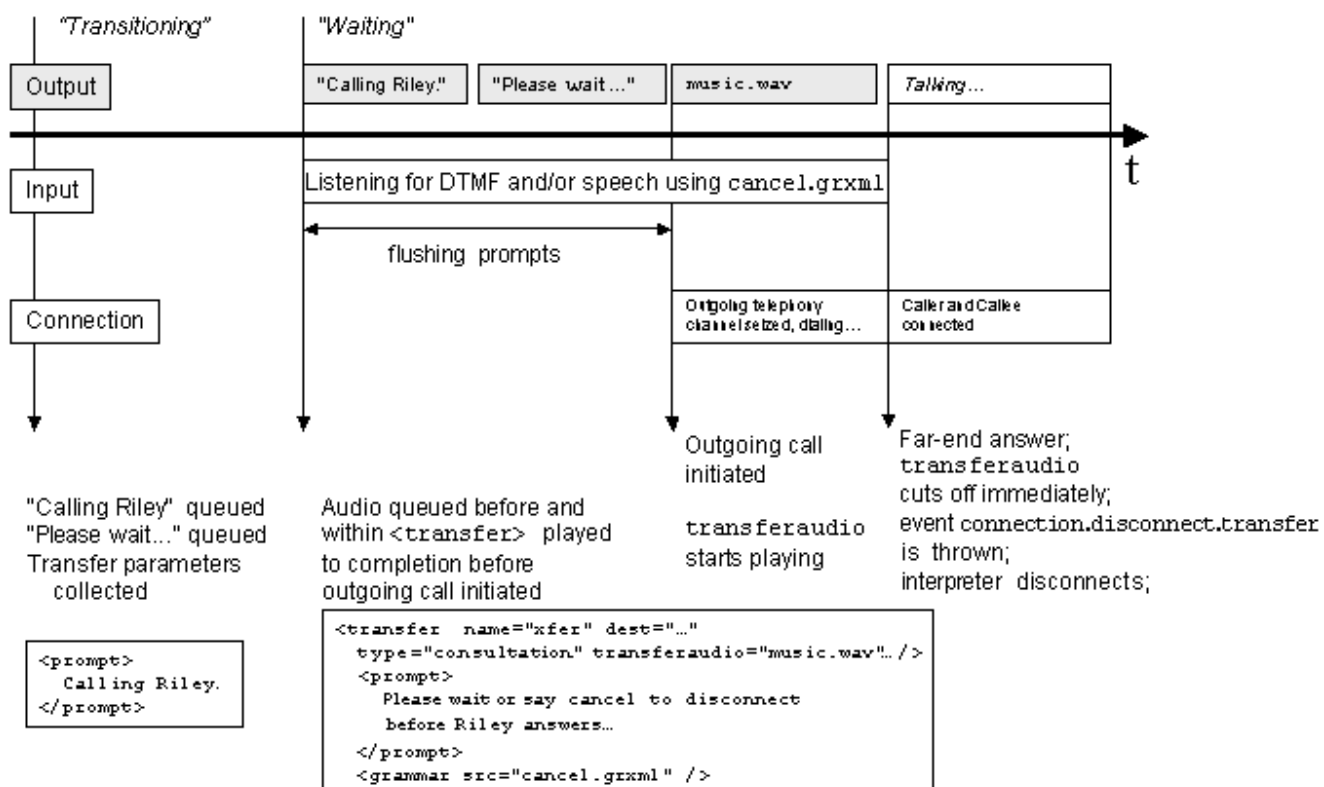 "Transitioning"
"Waiting"
Output
"Calling Riley."
"Please wait..."
music.wav
Talking...
t
Input
Listening for DTMF and/or speech using cancel.grxml
flushing prompts
Connection
Outgoing telephony
channel seized, dialing...
Caller and Callee
connected
"Calling Riley" queued
"Please wait..." queued
Transfer parameters
collected
Audio queued before and
within <transfer> played
to completion before
outgoing call initiated
Outgoing call
initiated
transferaudio
starts playing
Far-end answer;
transferaudio
cuts off immediately;
event connection.disconnect.transfer
is thrown;
interpreter disconnects;
<prompt>
Calling Riley.
</prompt>
<transfer name="xfer" dest="…"
type="consultation" transferaudio="music.wav"… />
<prompt>
Please wait or say cancel to disconnect
before Riley answers…
</prompt>
<grammar src="cancel.grxml" />